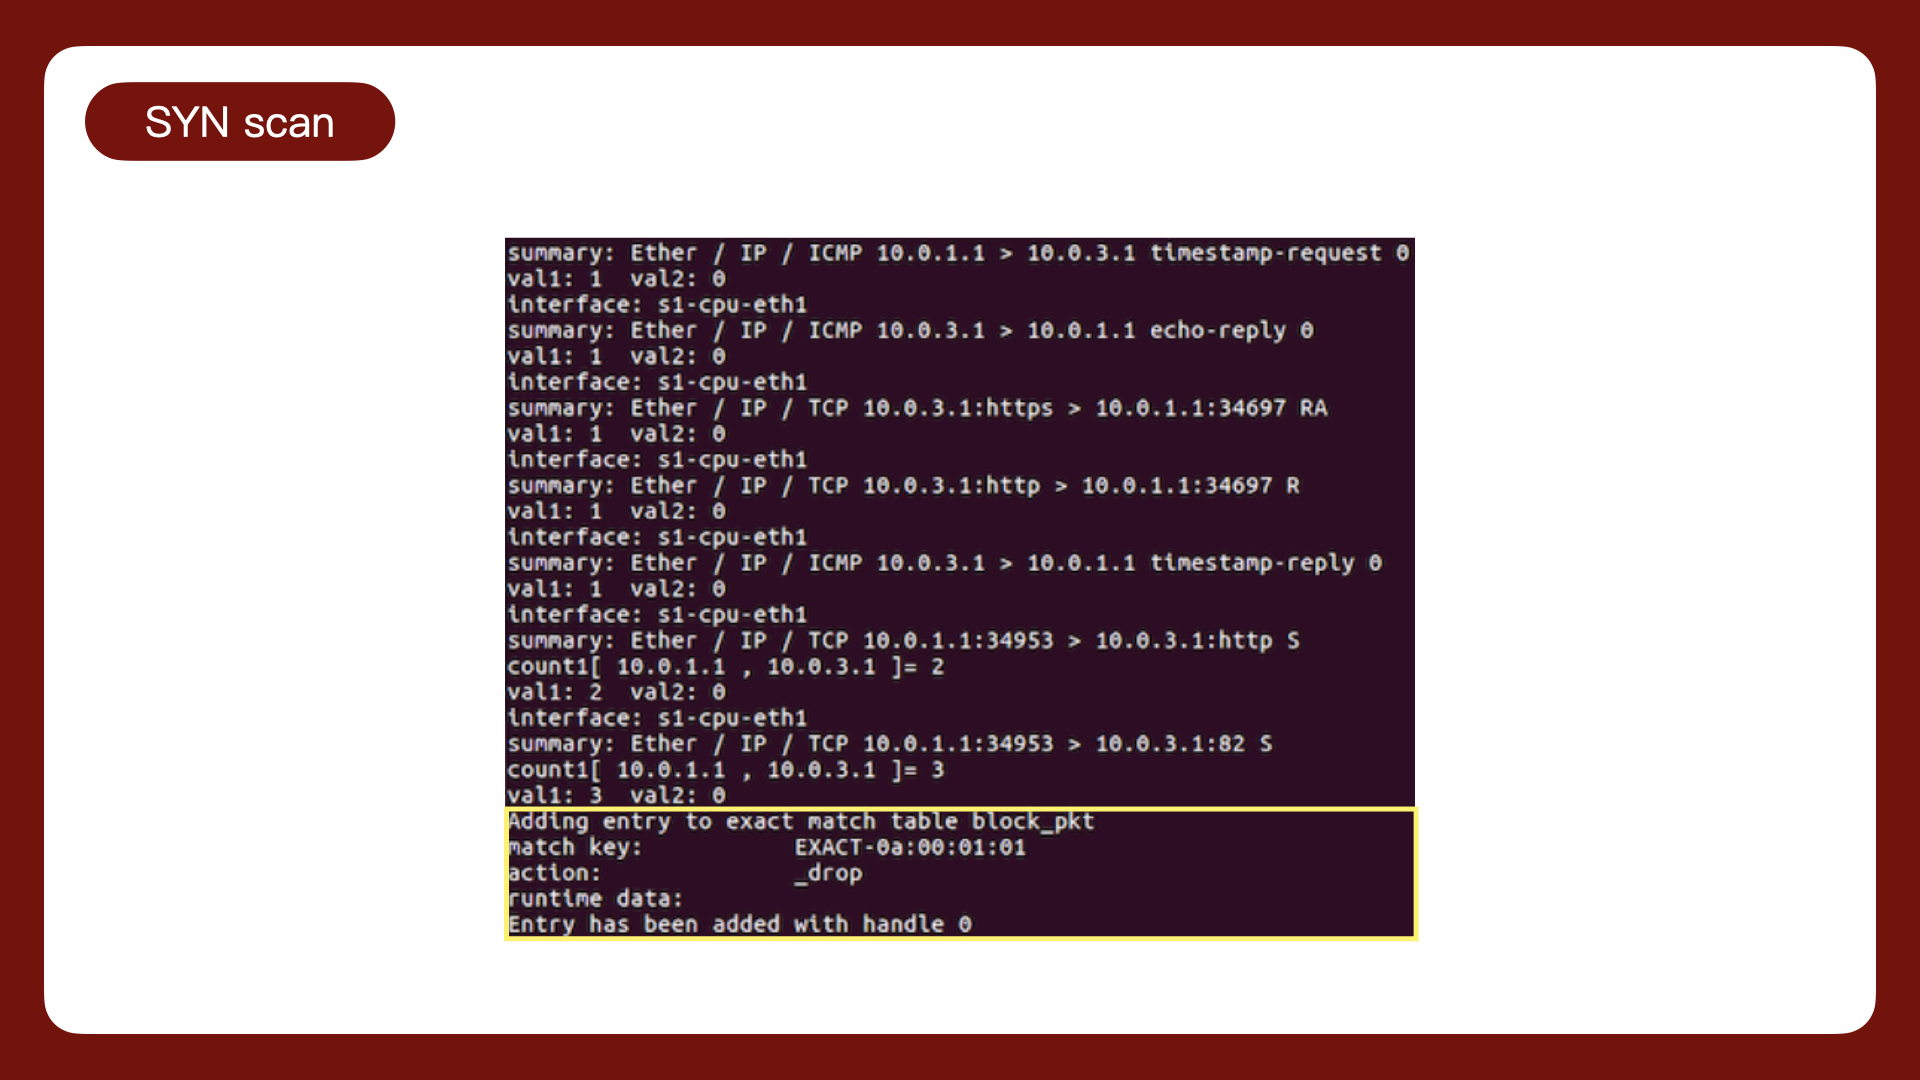 SYN scan
summary: Ether / IP / ICMP 10.0.1.1 > 10.0.3.1 timestamp-request 0
val1: 1  val2: 0
interface: s1-cpu-eth1
summary: Ether / IP / ICMP 10.0.3.1 > 10.0.1.1 echo-reply 0
val1: 1  val2: 0
interface: s1-cpu-eth1
summary: Ether / IP / TCP 10.0.3.1:https > 10.0.1.1:34697 RA
val1: 1  val2: 0
interface: s1-cpu-eth1
summary: Ether / IP / TCP 10.0.3.1:http > 10.0.1.1:34697 R
val1: 1  val2: 0
interface: s1-cpu-eth1
summary: Ether / IP / ICMP 10.0.3.1 > 10.0.1.1 timestamp-reply 0
val1: 1  val2: 0
interface: s1-cpu-eth1
summary: Ether / IP / TCP 10.0.1.1:34953 > 10.0.3.1:http S
count1[ 10.0.1.1 , 10.0.3.1 ]= 2
val1: 2  val2: 0
interface: s1-cpu-eth1
summary: Ether / IP / TCP 10.0.1.1:34953 > 10.0.3.1:82 S
count1[ 10.0.1.1 , 10.0.3.1 ]= 3
val1: 3  val2: 0
Adding entry to exact match table block_pkt
match key:           EXACT-0a:00:01:01
action:              _drop
runtime data:
Entry has been added with handle 0